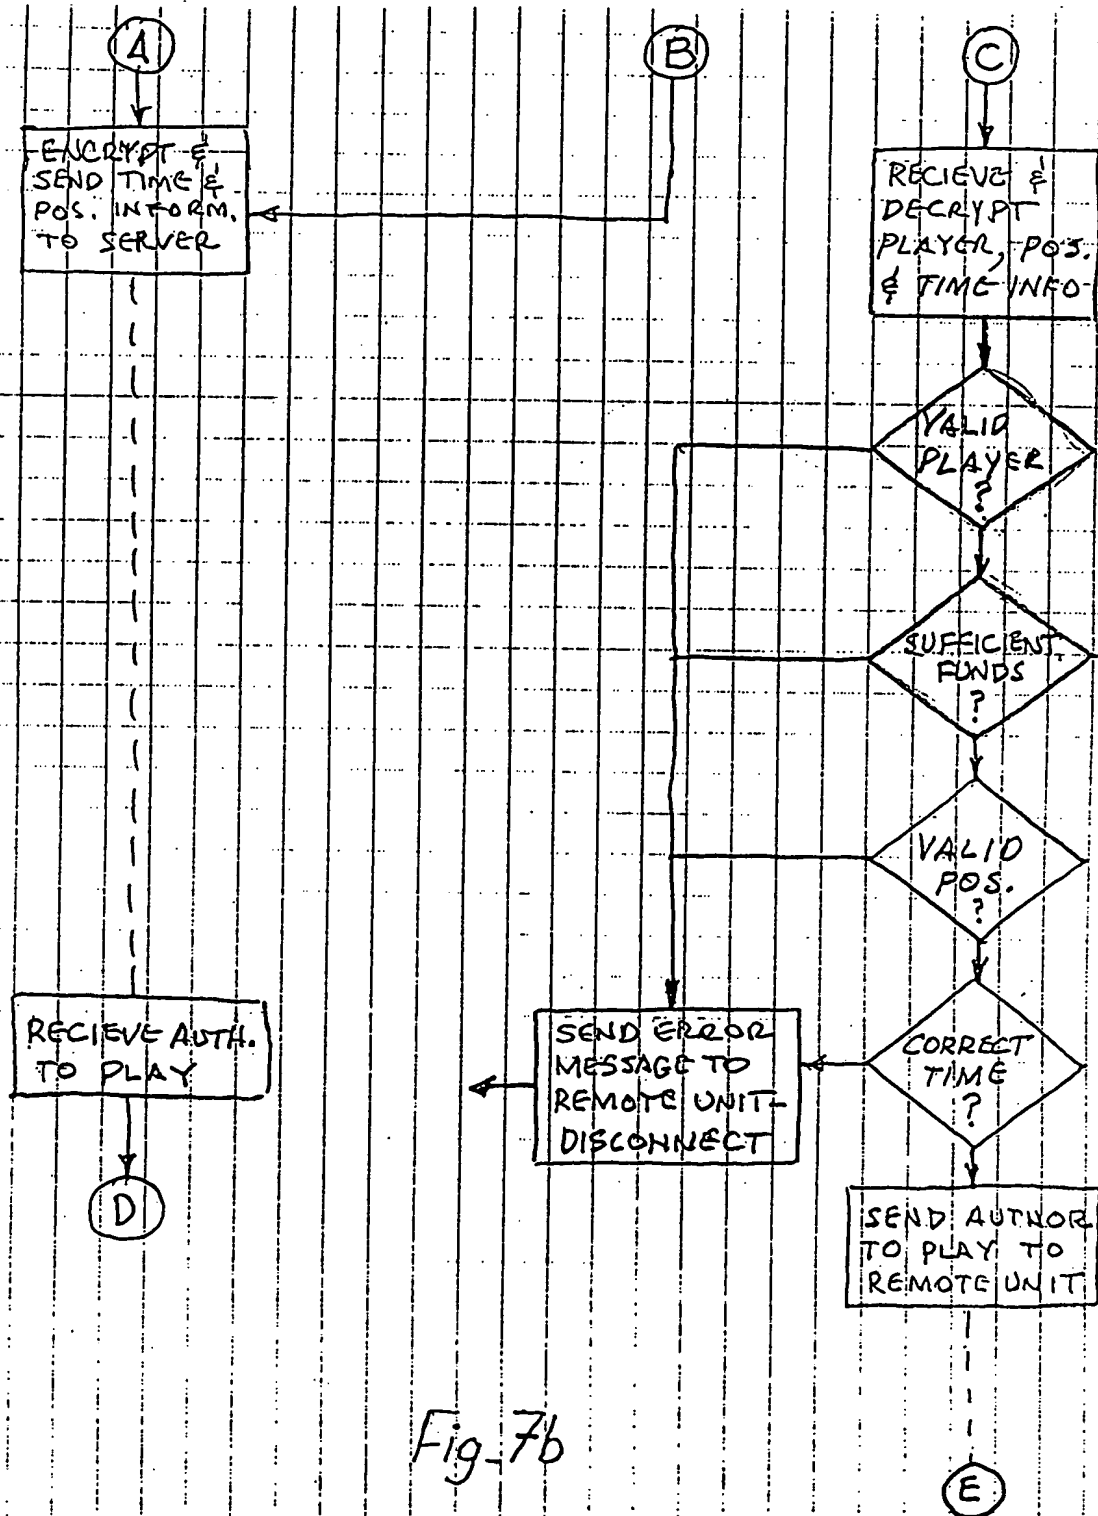 A
B
C
ENCRYPT &
SEND TIME &
POS. INFORM.
TO SERVER
RECIEVE &
DECRYPT
PLAYER, POS.
& TIME INFO
VALID
PLAYER
?
SUFFICIENT
FUNDS
?
VALID
POS.
?
RECIEVE AUTH.
TO PLAY
SEND ERROR
MESSAGE TO
REMOTE UNIT-
DISCONNECT
CORRECT
TIME
?
D
SEND AUTHOR
TO PLAY TO
REMOTE UNIT
Fig_7b
E